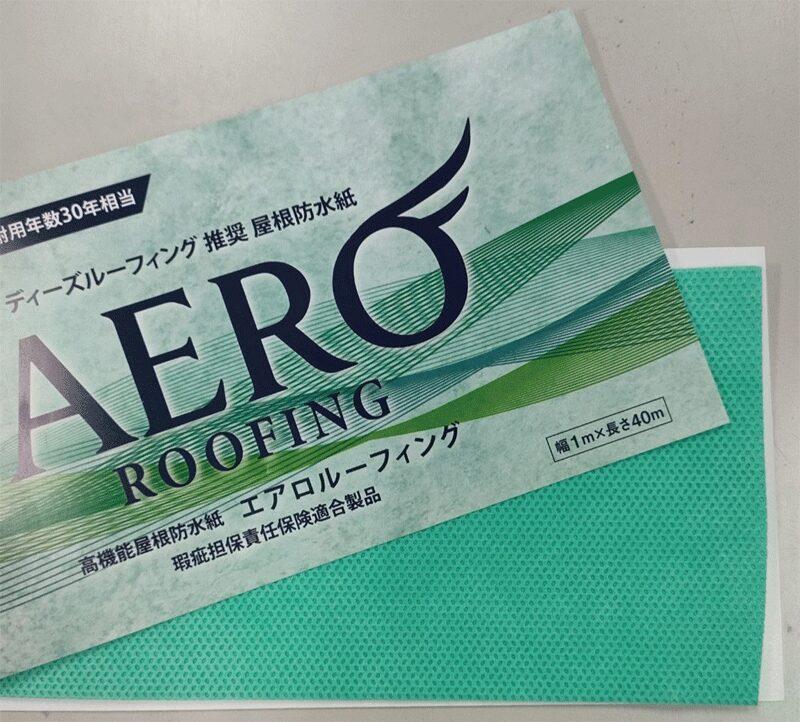 耐用年数30年相当
ディーズルーフィング 推奨 屋根防水紙
AERO
ROOFING
幅1m×長さ40m
高機能屋根防水紙 エアロルーフィング
瑕疵担保責任保険適合製品